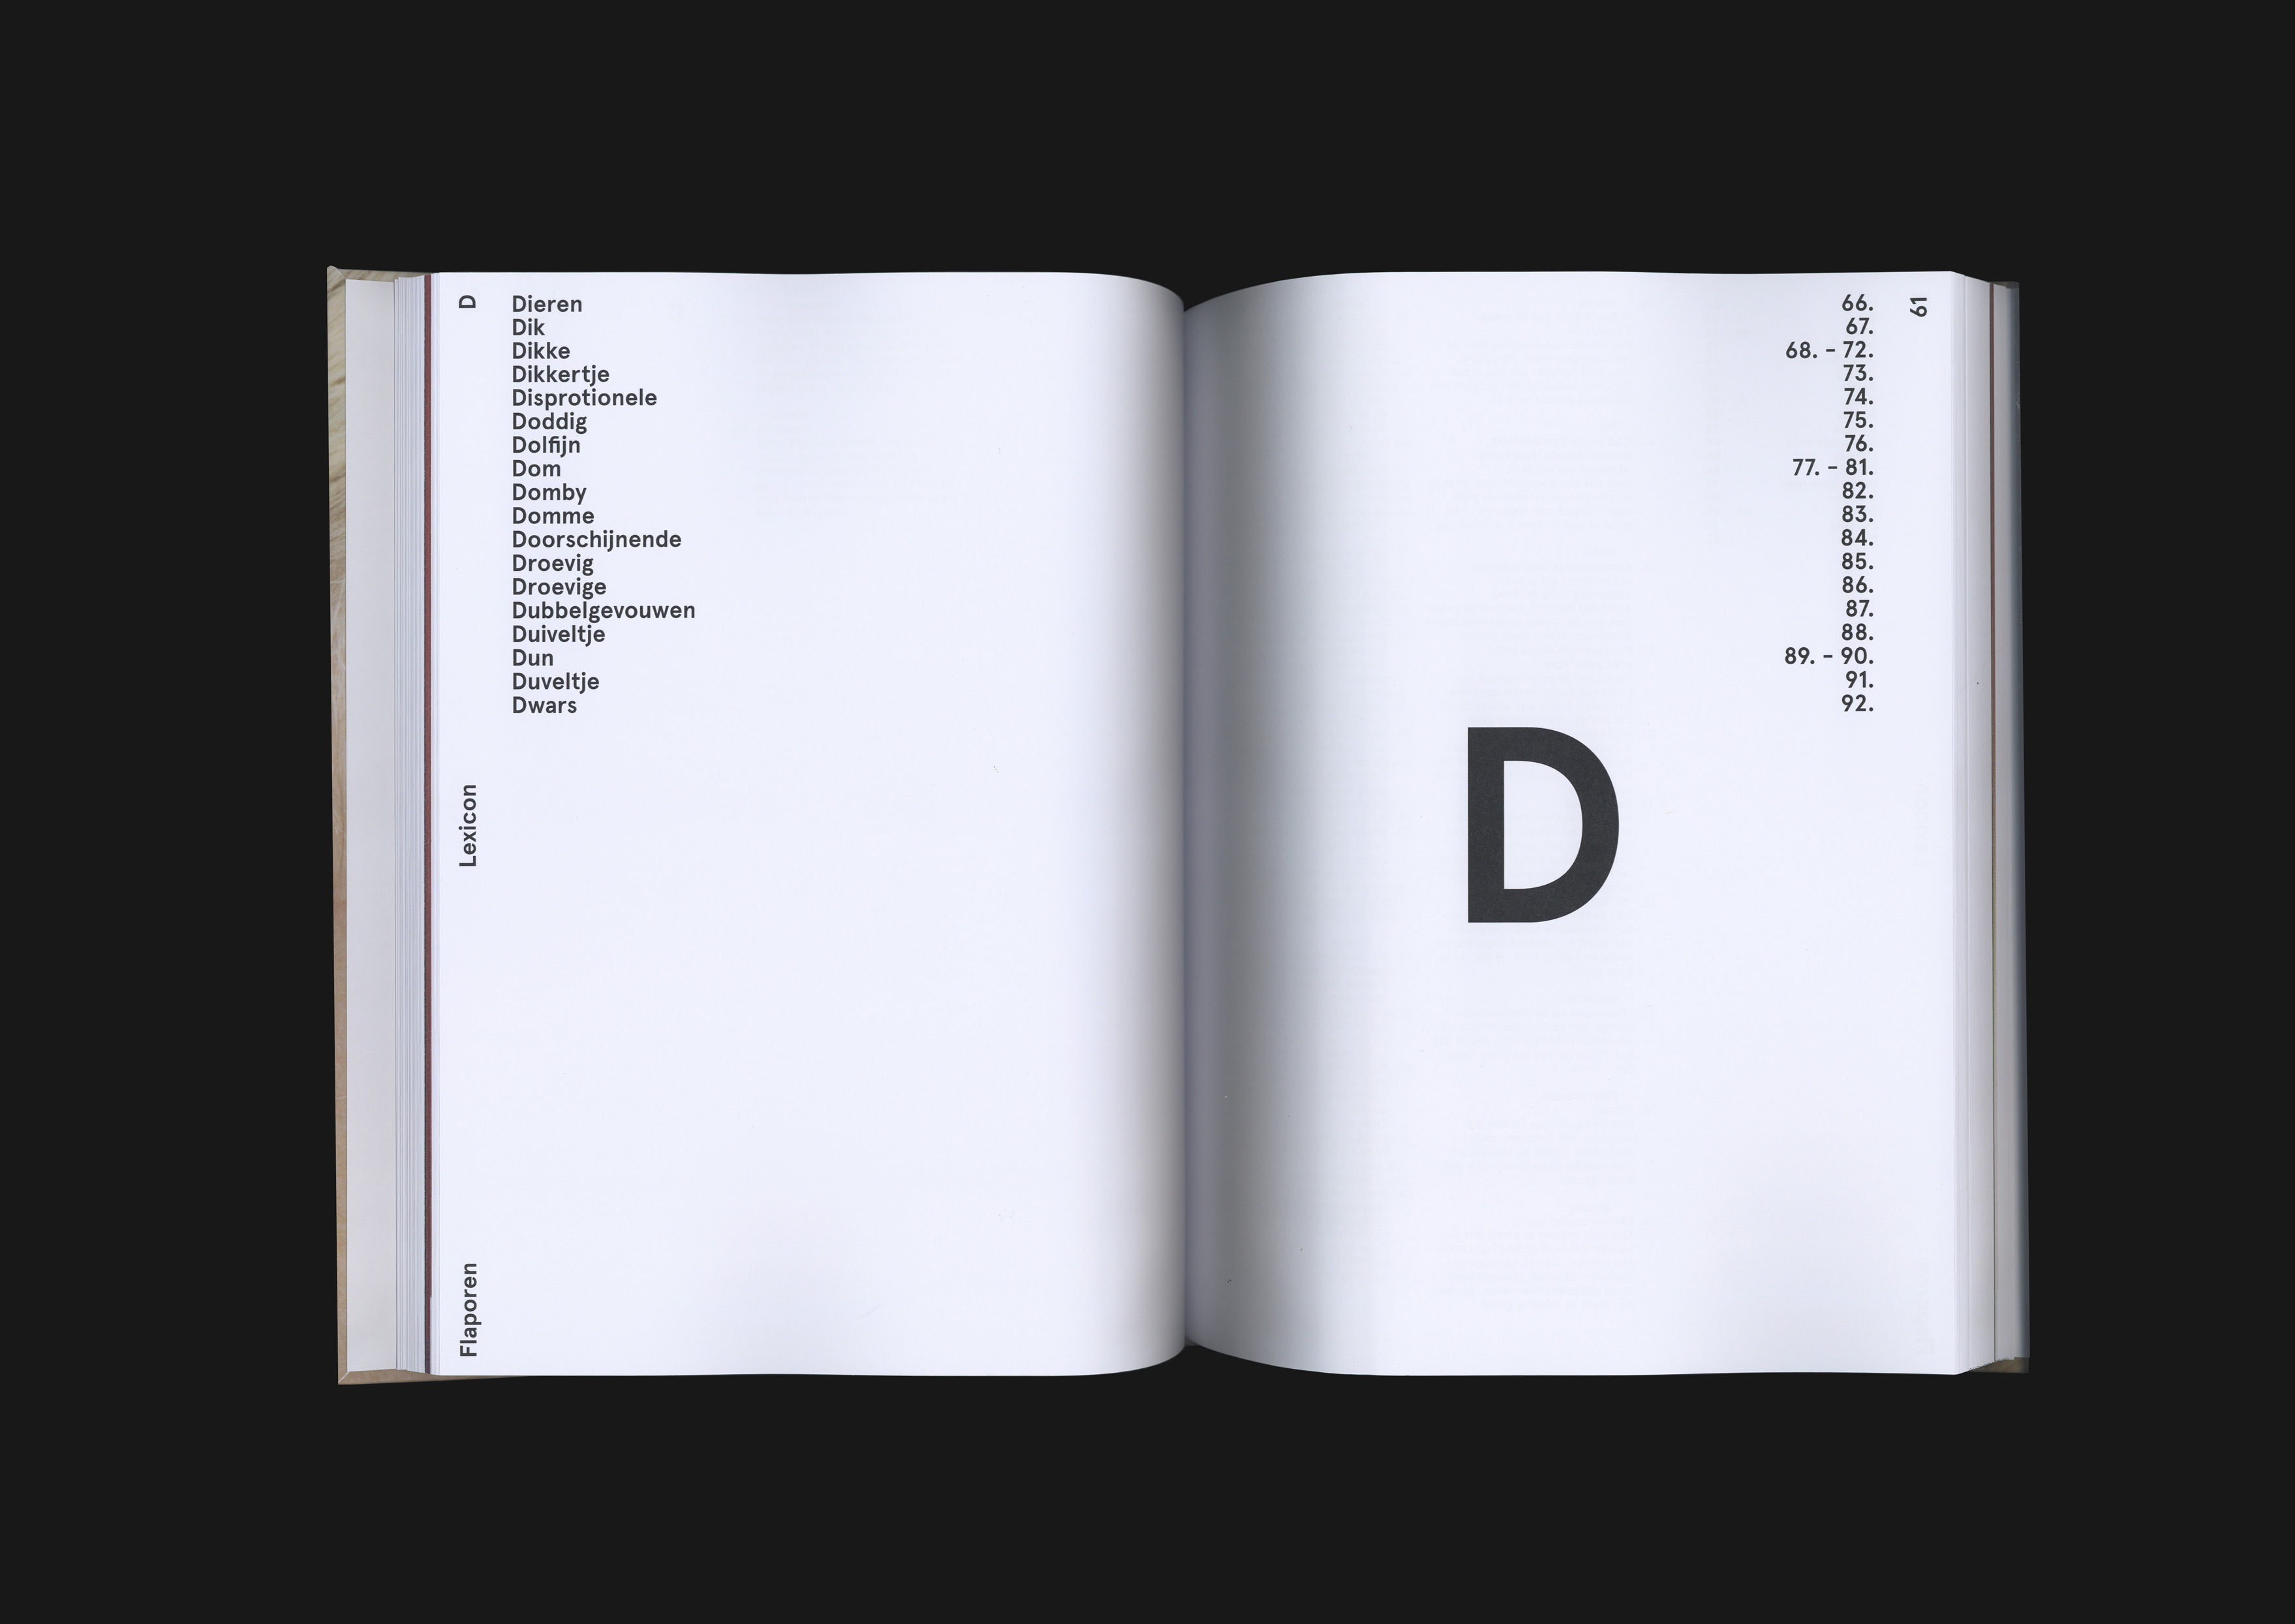 D
Dieren
Dik
Dikke
Dikkertje
Disprotionele
Doddig
Dolfijn
Dom
Domby
Domme
Doorschijnende
Droevig
Droevige
Dubbelgevouwen
Duiveltje
Dun
Duveltje
Dwars
Lexicon
Flaporen
66.
67.
68. – 72.
73.
74.
75.
76.
77. – 81.
82.
83.
84.
85.
86.
87.
88.
89. – 90.
91.
92.
61
D